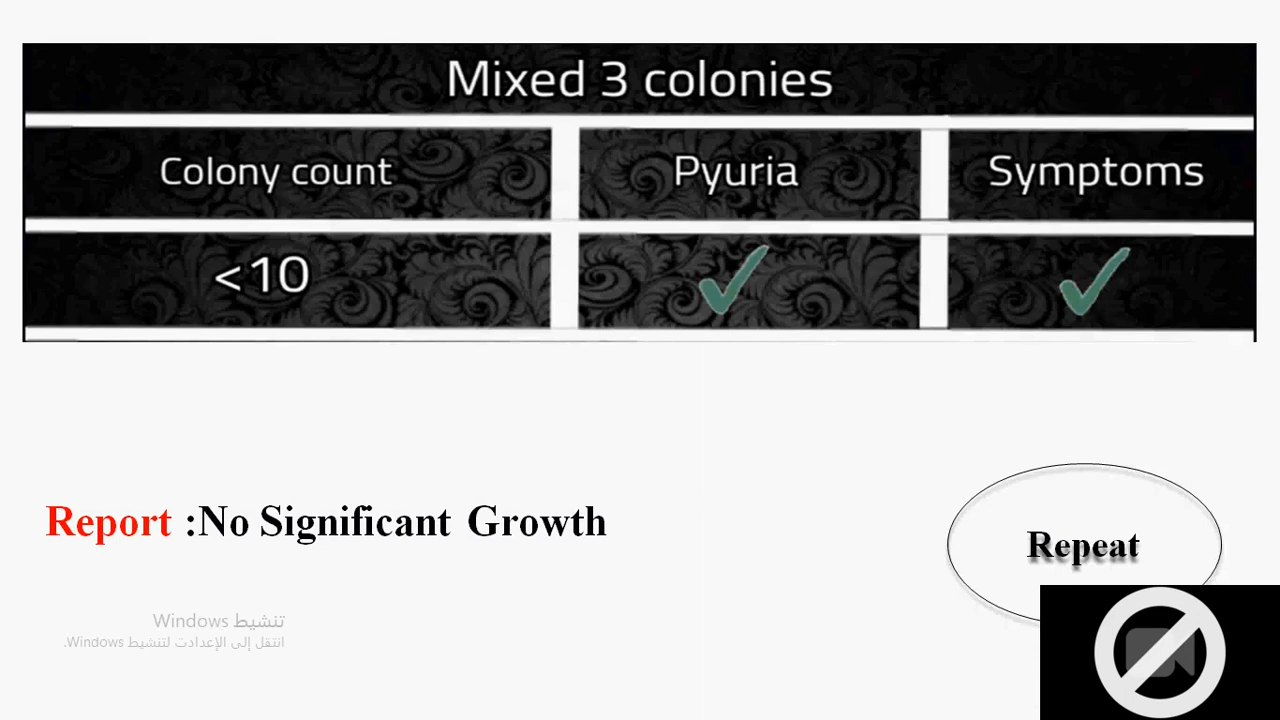 Mixed 3 colonies
Colony count Pyuria Symptoms
<10
Report :No Significant Growth
Repeat
تنشيط Windows
انتقل إلى الإعدادت لتنشيط Windows.